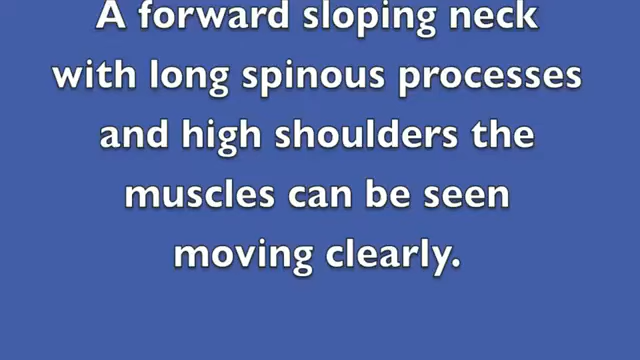 A forward sloping neck
with long spinous processes
and high shoulders the
muscles can be seen
moving clearly.